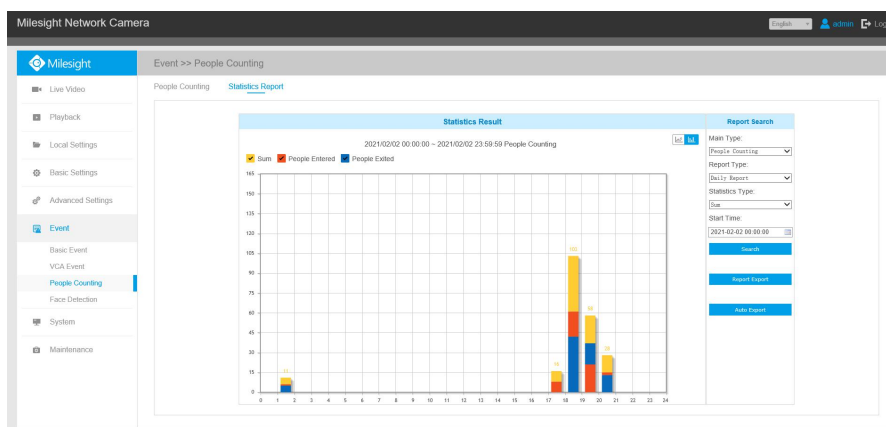 Milesight Network Camera
English admin Log
Milesight
Live Video
Playback
Local Settings
Basic Settings
Advanced Settings
Event
Basic Event
VCA Event
People Counting
Face Detection
System
Maintenance
Event >> People Counting
People Counting Statistics Report
Statistics Result
2021/02/02 00:00:00 ~ 2021/02/02 23:59:59 People Counting
Sum People Entered People Exited
165
150
135
120
105
90
75
60
45
30
15
0
0 1 2 3 4 5 6 7 8 9 10 11 12 13 14 15 16 17 18 19 20 21 22 23 24
Report Search
Main Type:
People Counting
Report Type:
Daily Report
Statistics Type:
Sum
Start Time:
2021-02-02 00:00:00
Search
Report Export
Auto Export